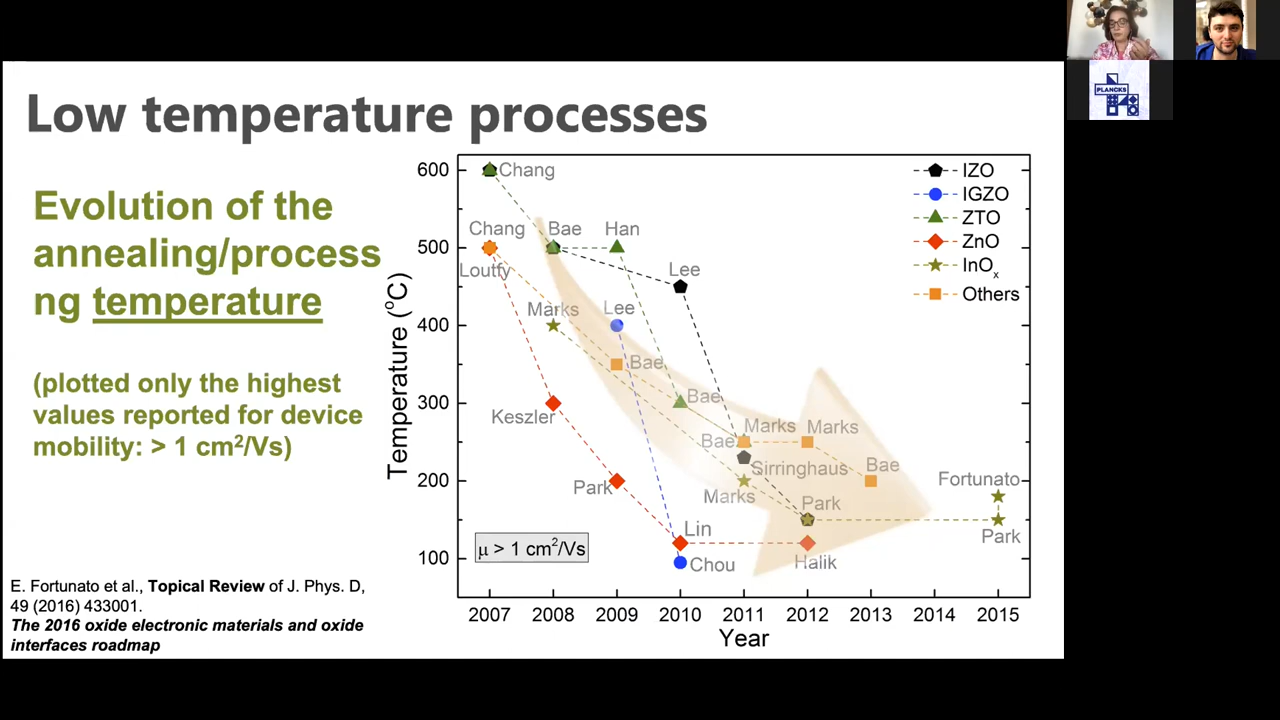 PLANCKS
Low temperature processes
Evolution of the
annealing/process
ng temperature
(plotted only the highest
values reported for device
mobility: > 1 cm²/Vs)
E. Fortunato et al., Topical Review of J. Phys. D,
49 (2016) 433001.
The 2016 oxide electronic materials and oxide
interfaces roadmap
Temperature (°C)
600
500
400
300
200
100
Chang
Chang
Loutfy
Bae
Han
Lee
Marks
Lee
Bae
Keszler
Bae
Marks
Marks
Bae
Sirringhaus
Bae
Park
Marks
Park
Fortunato
Park
Lin
Chou
Halik
μ > 1 cm²/Vs
IZO
IGZO
ZTO
ZnO
InOₓ
Others
2007 2008 2009 2010 2011 2012 2013 2014 2015
Year